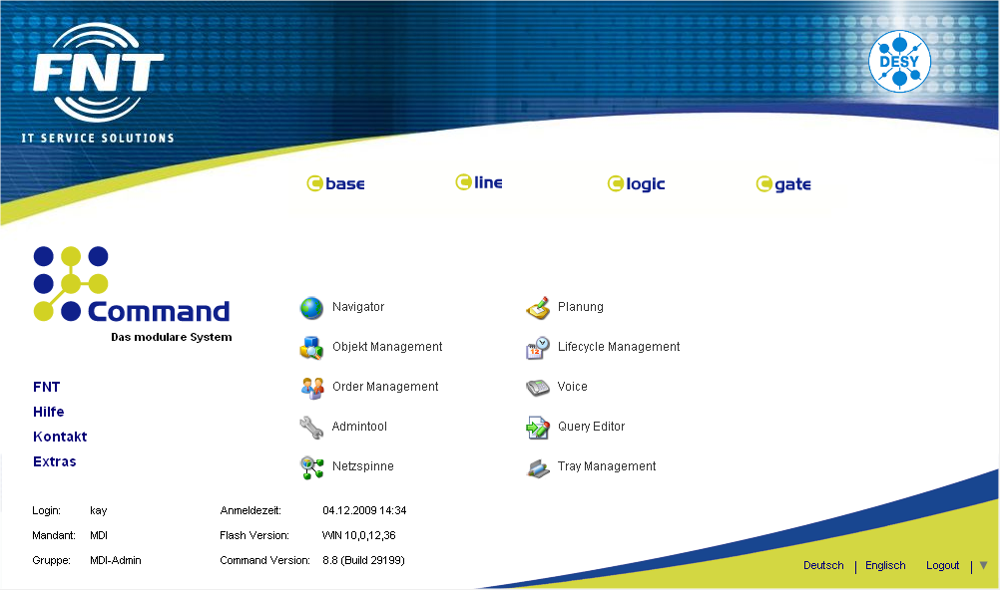 FNT
IT SERVICE SOLUTIONS
DESY
C base
C line
C logic
C gate
Command
Das modulare System
Navigator
Planung
Objekt Management
Lifecycle Management
Order Management
Voice
Admintool
Query Editor
Netzspinne
Tray Management
FNT
Hilfe
Kontakt
Extras
Login: kay Anmeldezeit: 04.12.2009 14:34
Mandant: MDI Flash Version: WIN 10,0,12,36
Gruppe: MDI-Admin Command Version: 8.8 (Build 29199)
Deutsch | Englisch Logout |